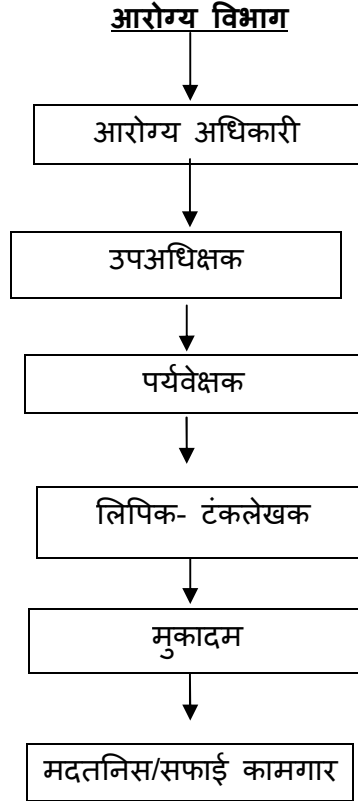 आरोग्य विभाग
आरोग्य अधिकारी
उपअधिक्षक
पर्यवेक्षक
लिपिक- टंकलेखक
मुकादम
मदतनिस/सफाई कामगार